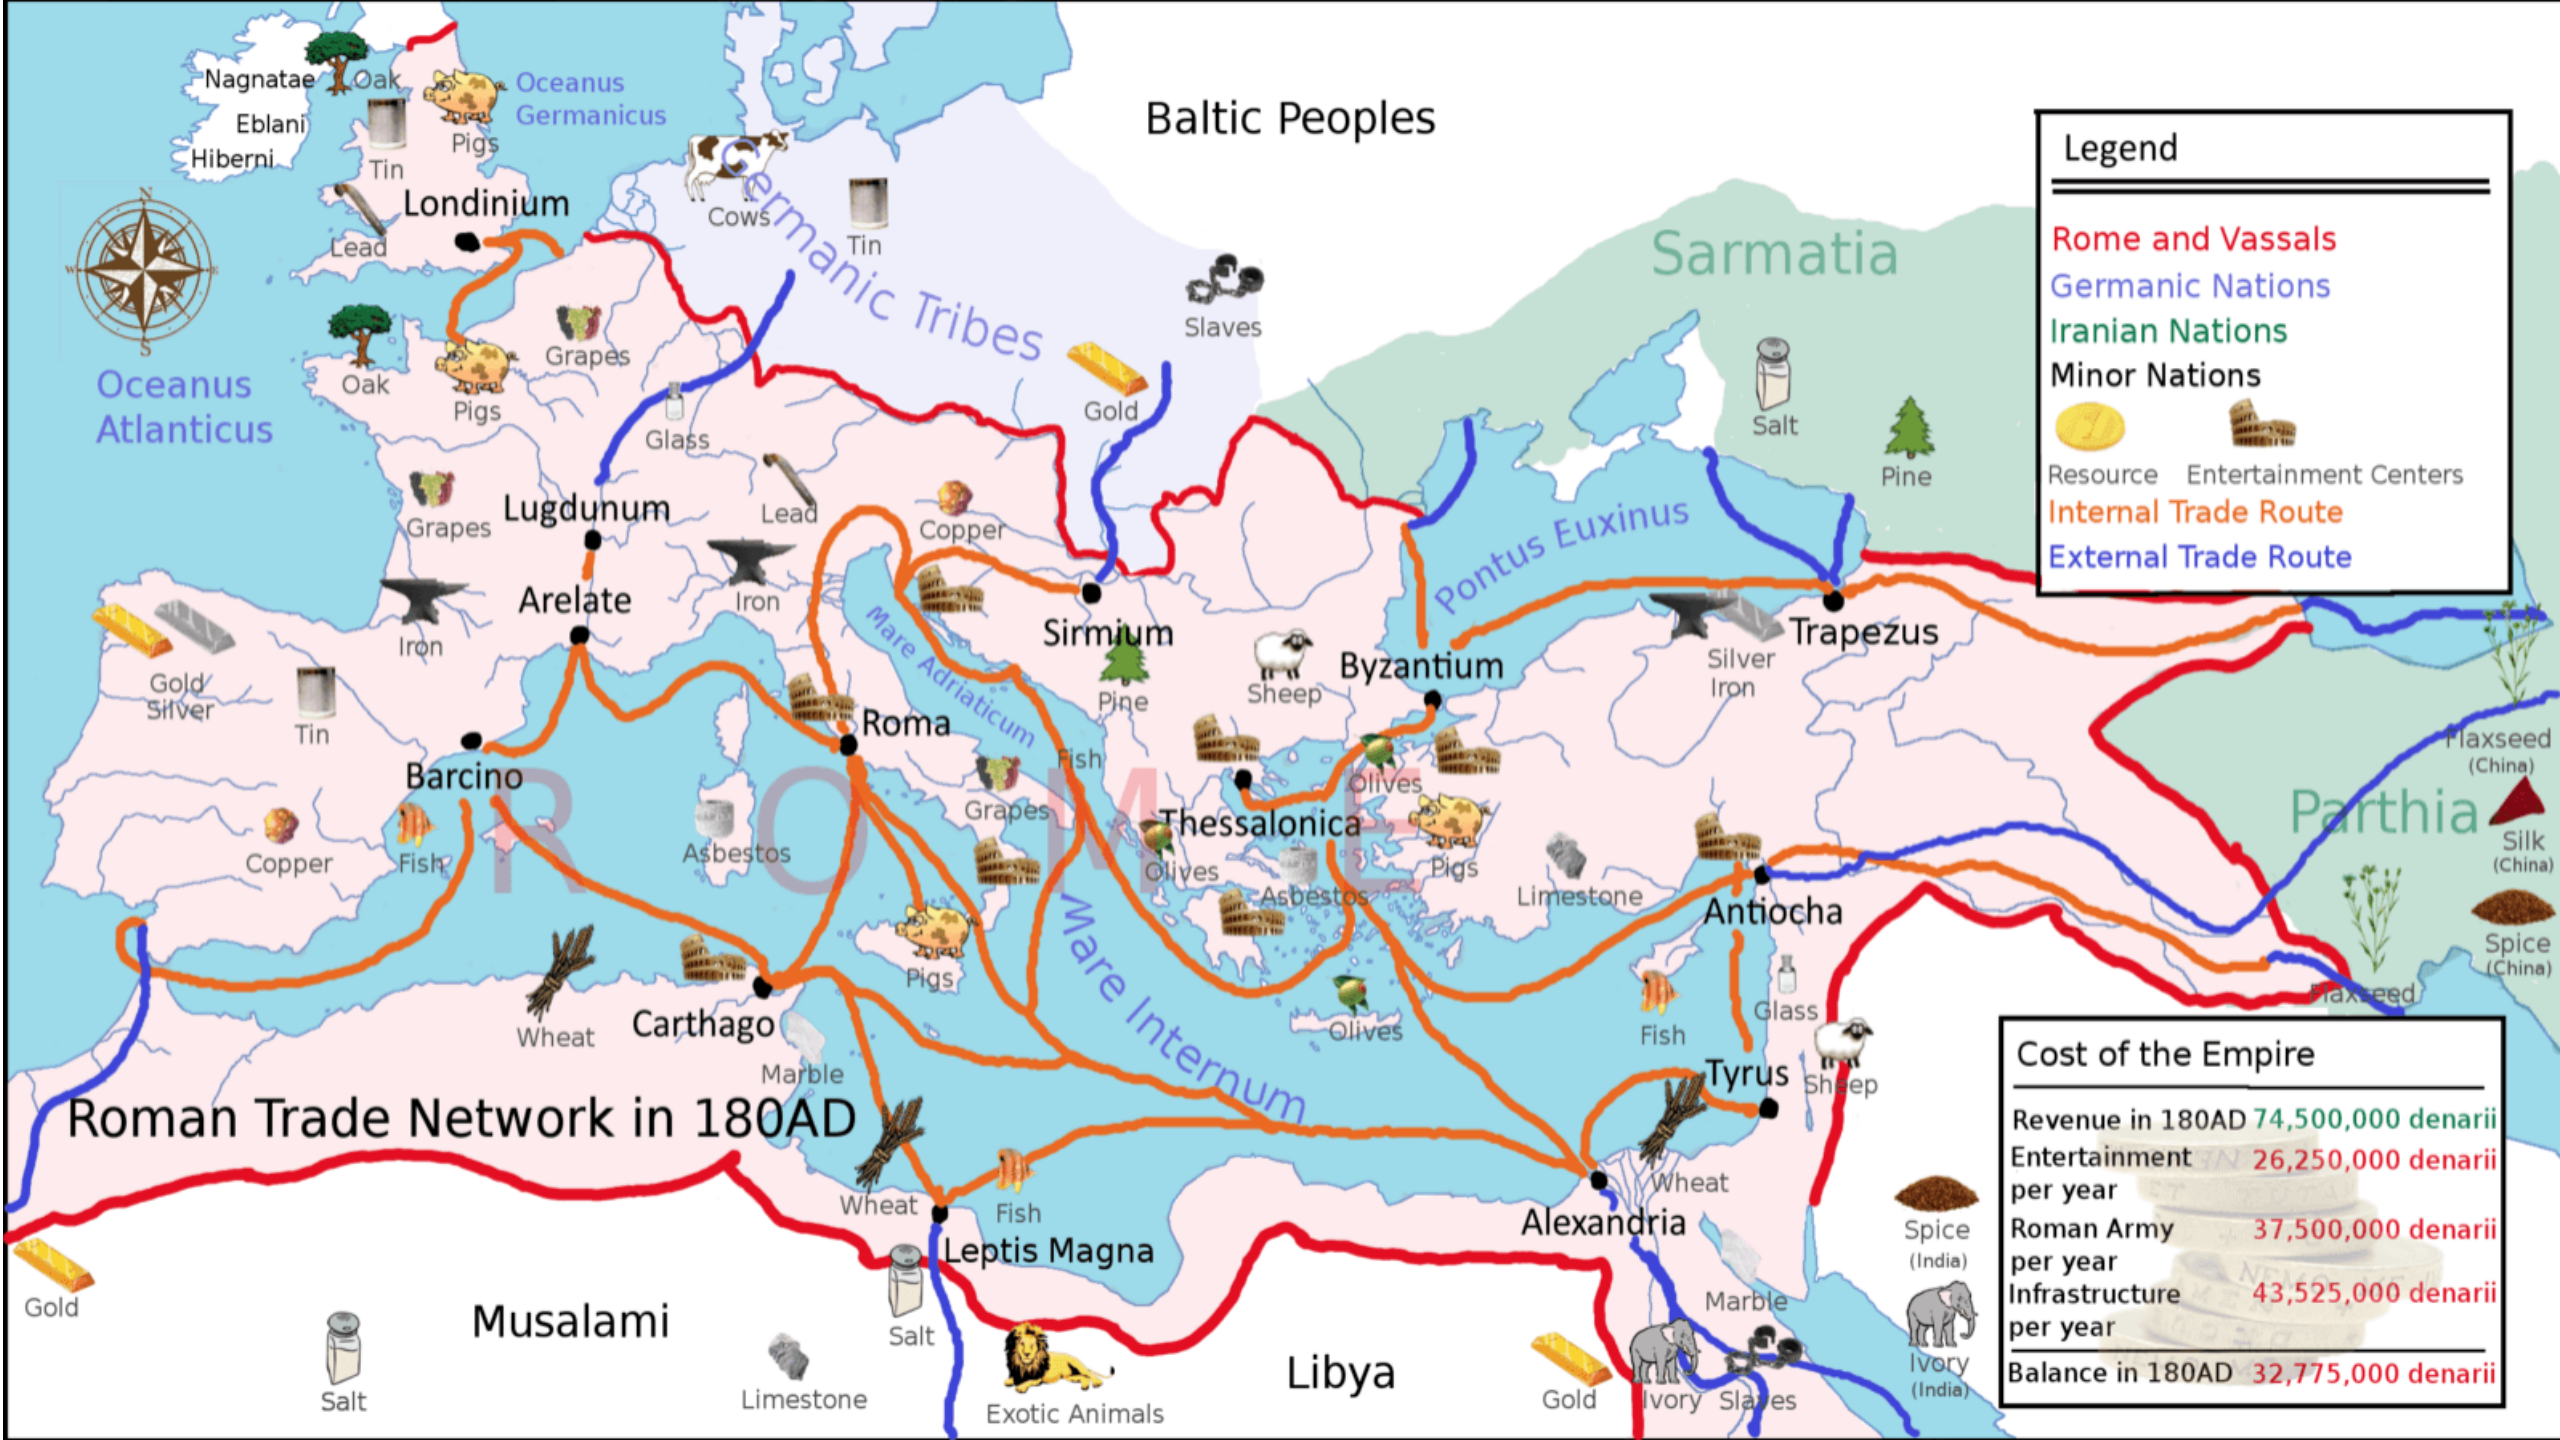 Nagnatae
Oak
Eblani
Hiberni
Tin
Pigs
Oceanus
Germanicus
Baltic Peoples
Londinium
Lead
N
W
E
S
Cows
Tin
Germanic Tribes
Slaves
Sarmatia
Oceanus
Atlanticus
Oak
Pigs
Grapes
Glass
Gold
Salt
Pine
Legend
Rome and Vassals
Germanic Nations
Iranian Nations
Minor Nations
Resource
Entertainment Centers
Internal Trade Route
External Trade Route
Grapes
Lugdunum
Lead
Copper
Pontus Euxinus
Arelate
Iron
Iron
Sirmium
Pine
Sheep
Byzantium
Silver
Iron
Trapezus
Gold
Silver
Tin
Mare Adriaticum
Roma
Fish
Barcino
Copper
Fish
ROME
Asbestos
Grapes
Thessalonica
Olives
Olives
Asbestos
Pigs
Limestone
Parthia
Flaxseed
(China)
Silk
(China)
Spice
(China)
Flaxseed
Antiocha
Glass
Fish
Olives
Mare Internum
Pigs
Wheat
Carthago
Marble
Tyrus
Sheep
Roman Trade Network in 180AD
Wheat
Fish
Leptis Magna
Wheat
Alexandria
Marble
Spice
(India)
Ivory
(India)
Gold
Salt
Musalami
Limestone
Salt
Exotic Animals
Libya
Gold
Ivory
Slaves
Cost of the Empire
Revenue in 180AD 74,500,000 denarii
Entertainment 26,250,000 denarii
per year
Roman Army 37,500,000 denarii
per year
Infrastructure 43,525,000 denarii
per year
Balance in 180AD 32,775,000 denarii